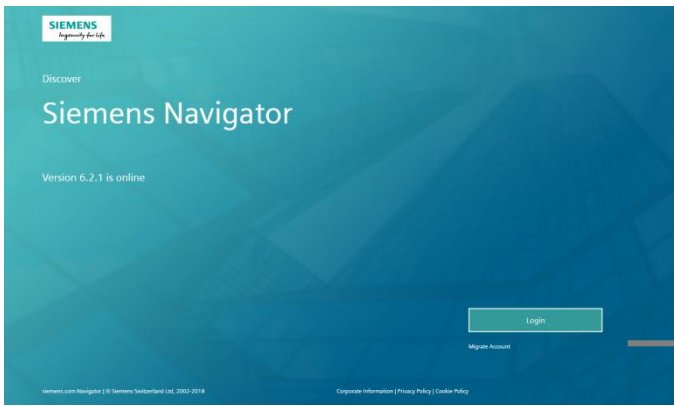 SIEMENS
Ingenuity for life
Discover
Siemens Navigator
Version 6.2.1 is online
Login
Migrate Account
siemens.com Navigator | © Siemens Switzerland Ltd, 2002-2018
Corporate Information | Privacy Policy | Cookie Policy